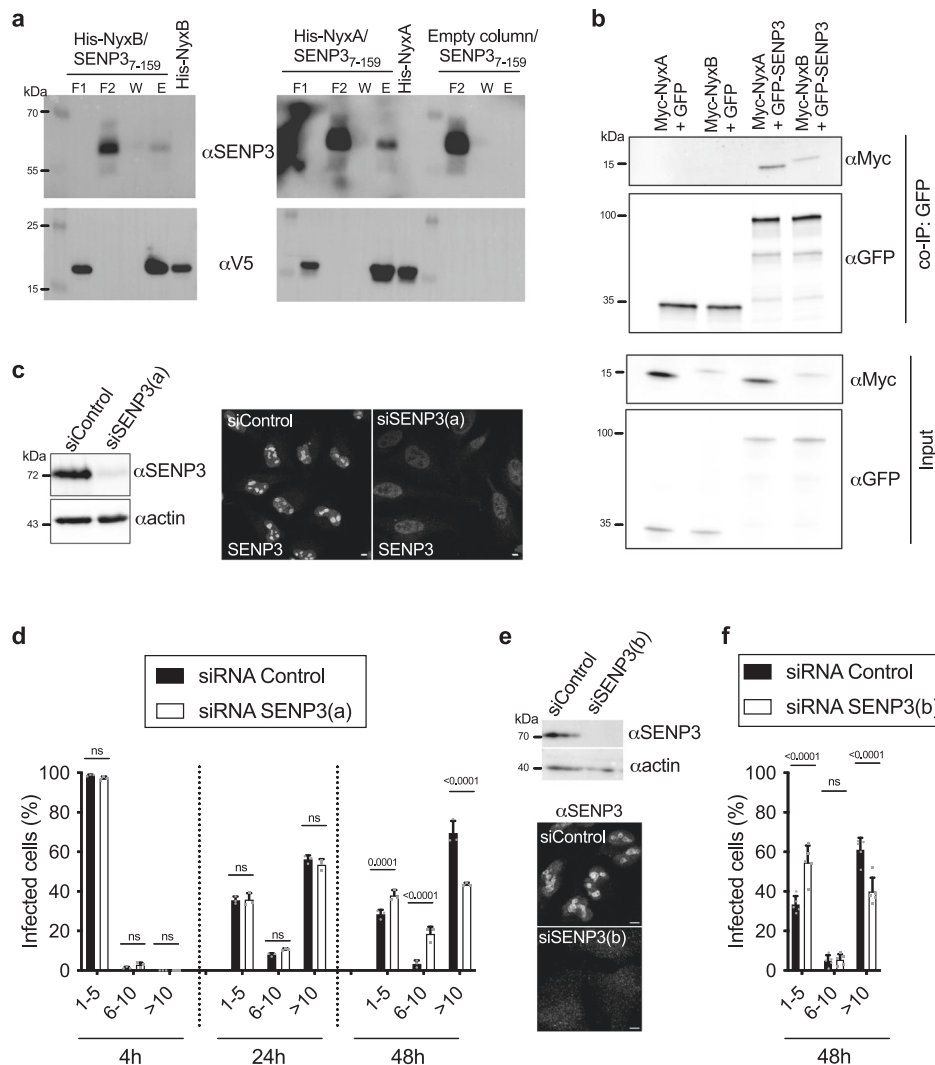 a
His-NyxB/
SENP3₇₋₁₅₉
His-NyxB
F1 F2 W E
kDa
70
55
αSENP3
25
15
αV5
His-NyxA/
SENP3₇₋₁₅₉
His-NyxA
Empty column/
SENP3₇₋₁₅₉
F1 F2 W E F2 W E
b
Myc-NyxA
+ GFP
Myc-NyxB
+ GFP
Myc-NyxA
+ GFP-SENP3
Myc-NyxB
+ GFP-SENP3
kDa
15
αMyc
100
αGFP
35
co-IP: GFP
15
αMyc
100
αGFP
35
Input
c
siControl
siSENP3(a)
kDa
72
αSENP3
43
αactin
siControl
SENP3
siSENP3(a)
SENP3
d
siRNA Control
siRNA SENP3(a)
Infected cells (%)
100
80
60
40
20
0
ns
ns
ns
ns
ns
ns
0.0001
<0.0001
<0.0001
1-5 6-10 >10 1-5 6-10 >10 1-5 6-10 >10
4h 24h 48h
e
siControl
siSENP3(b)
kDa
70
αSENP3
40
αactin
αSENP3
siControl
siSENP3(b)
f
siRNA Control
siRNA SENP3(b)
<0.0001
ns
<0.0001
Infected cells (%)
100
80
60
40
20
0
1-5 6-10 >10
48h